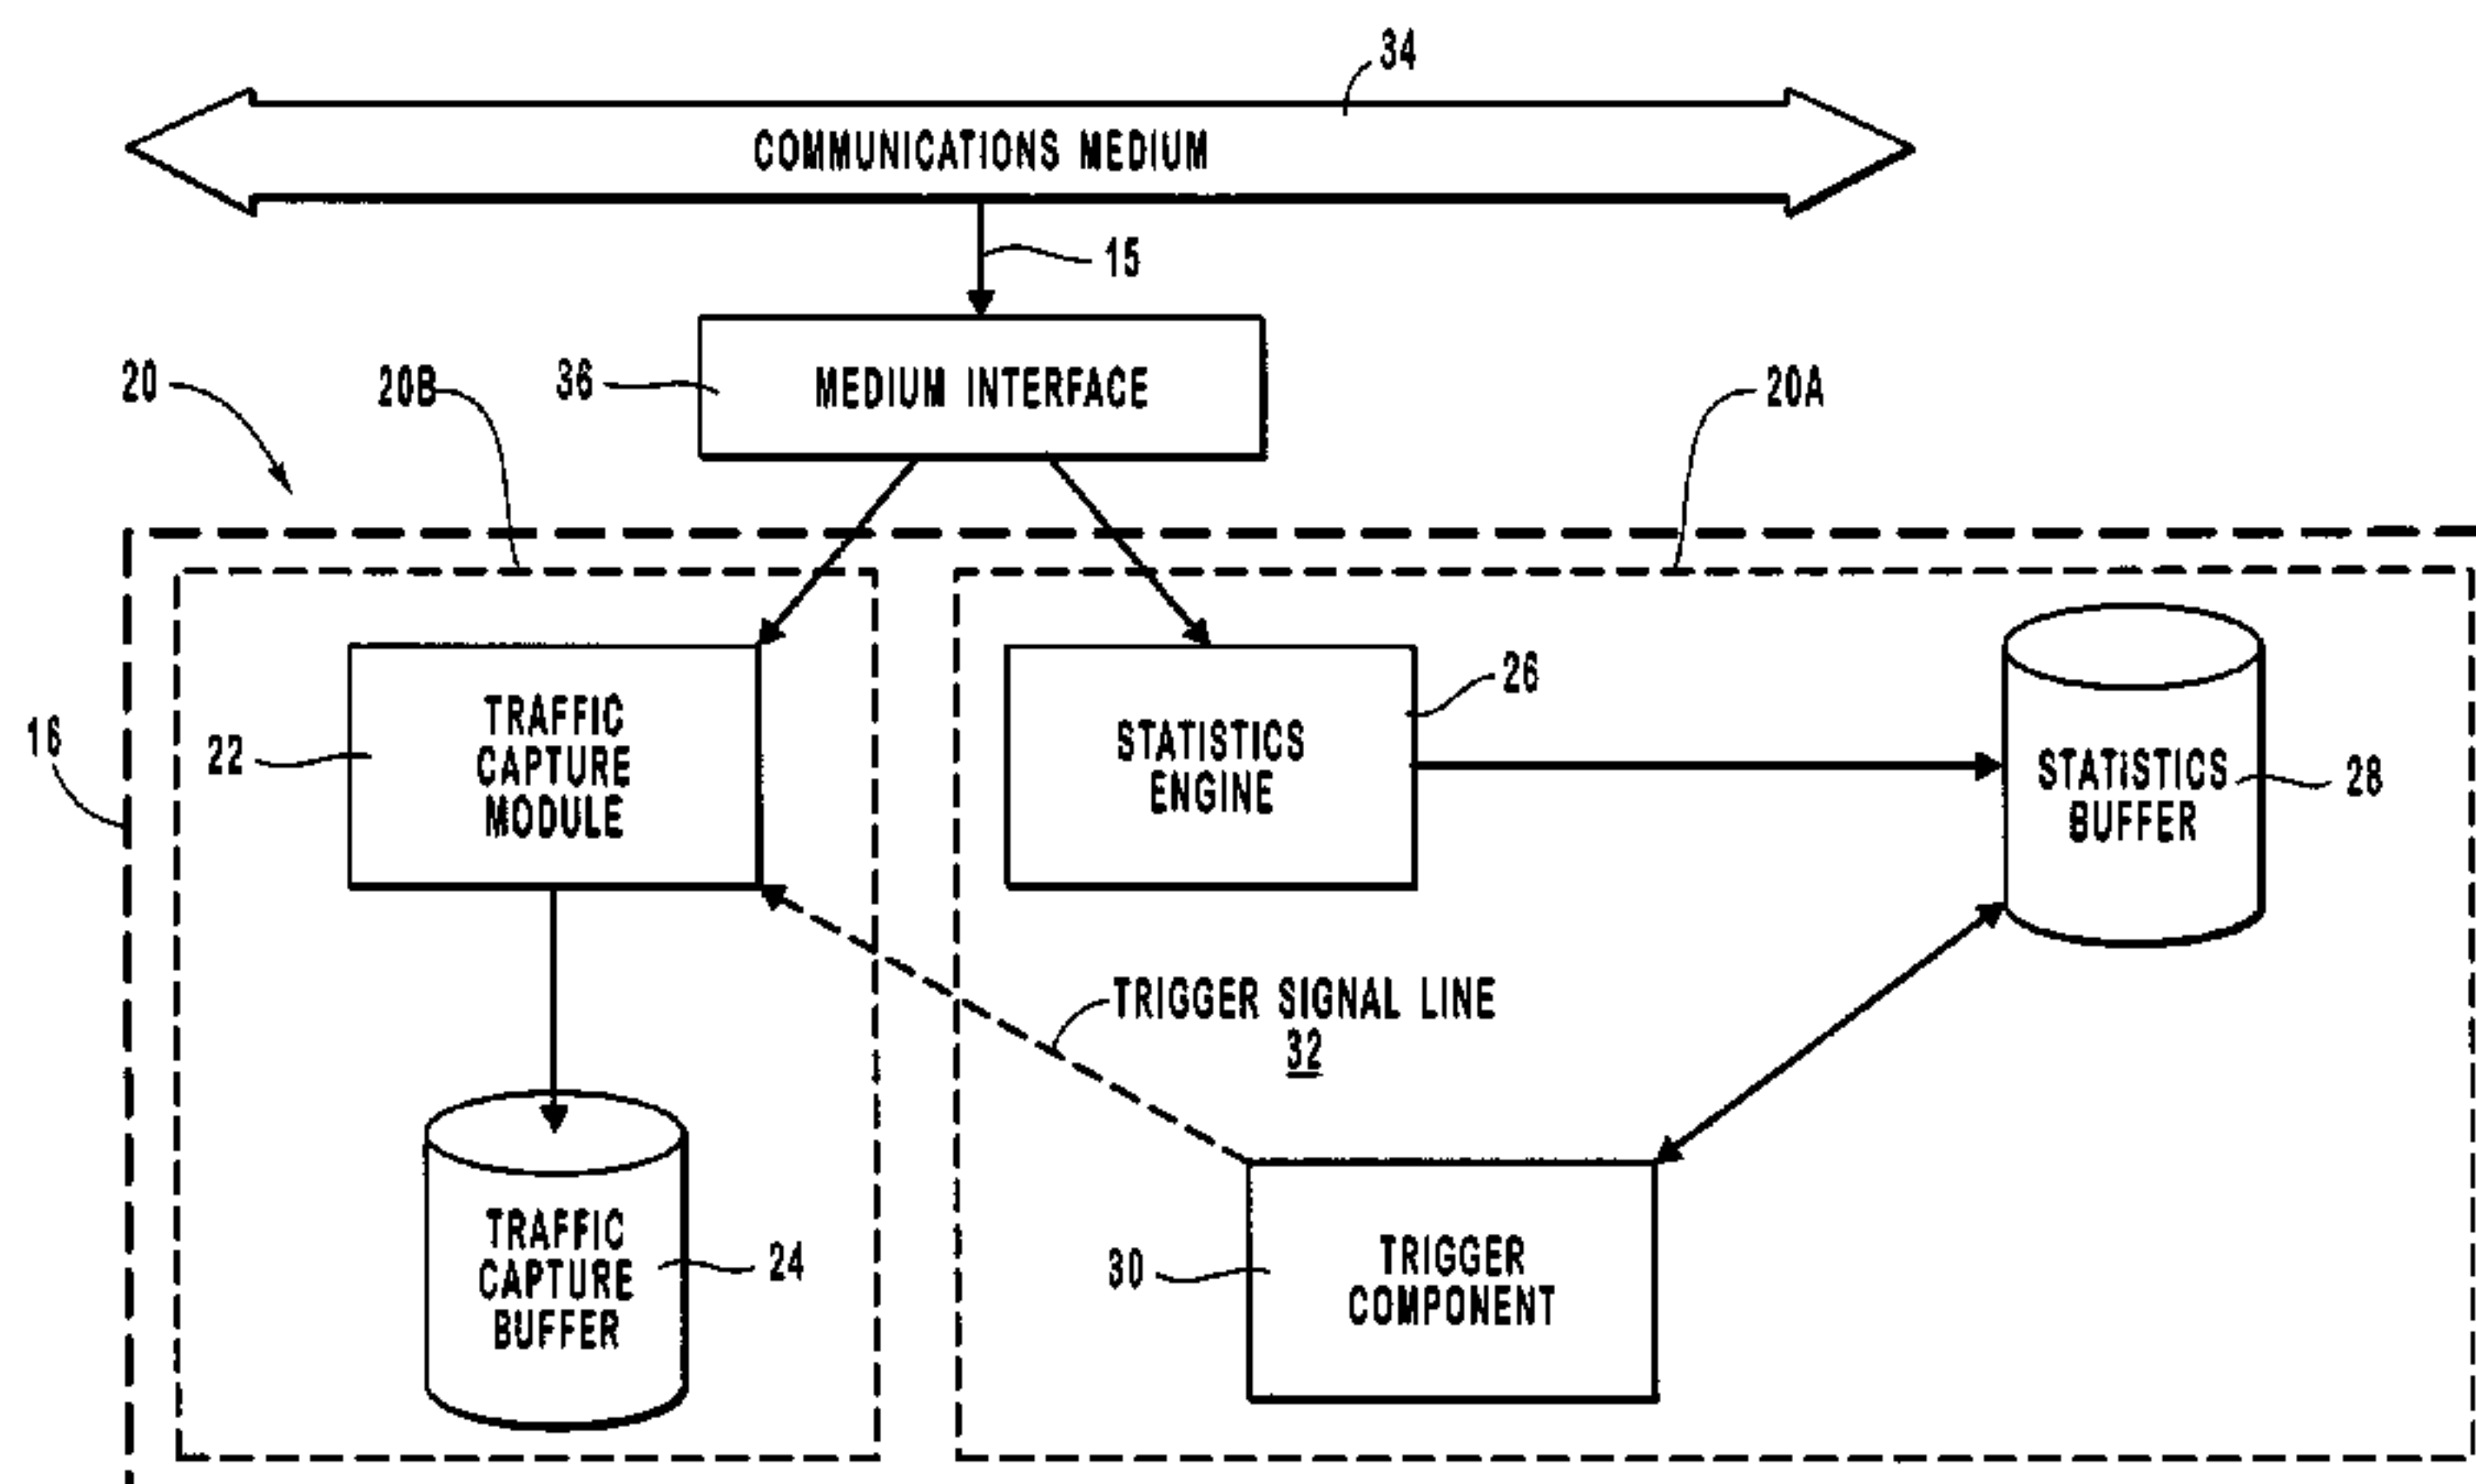 34
COMMUNICATIONS MEDIUM
15
20
20B
36
MEDIUM INTERFACE
20A
16
22
TRAFFIC
CAPTURE
MODULE
STATISTICS
ENGINE
26
STATISTICS
BUFFER
28
TRIGGER SIGNAL LINE
32
TRAFFIC
CAPTURE
BUFFER
24
30
TRIGGER
COMPONENT